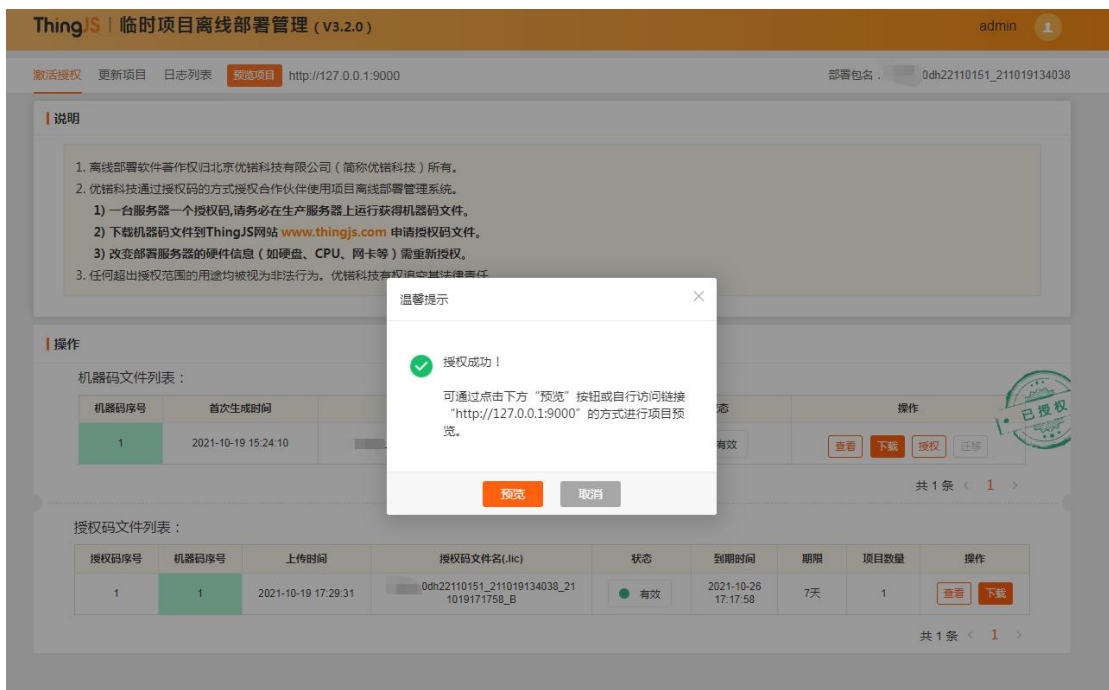 ThingJS | 临时项目离线部署管理 ( V3.2.0 )
admin
激活授权 更新项目 日志列表 预览项目 http://127.0.0.1:9000
部署包名： 0dh22110151_211019134038
说明
1. 离线部署软件著作权归北京优锘科技有限公司（简称优锘科技）所有。
2. 优锘科技通过授权码的方式授权合作伙伴使用项目离线部署管理系统。
1) 一台服务器一个授权码,请务必在生产服务器上运行获得机器码文件。
2) 下载机器码文件到ThingJS网站 www.thingjs.com 申请授权码文件。
3) 改变部署服务器的硬件信息（如硬盘、CPU、网卡等）需重新授权。
3. 任何超出授权范围的用途均被视为非法行为。优锘科技有权追究其法律责任
温馨提示
授权成功！
可通过点击下方“预览”按钮或自行访问链接
“http://127.0.0.1:9000”的方式进行项目预
览。
预览 取消
操作
机器码文件列表：
机器码序号 首次生成时间 态 操作
1 2021-10-19 15:24:10 有效 查看 下载 授权 迁移
已授权
共 1 条 < 1 >
授权码文件列表：
授权码序号 机器码序号 上传时间 授权码文件名(.lic) 状态 到期时间 期限 项目数量 操作
1 1 2021-10-19 17:29:31 0dh22110151_211019134038_21
1019171758_B 有效 2021-10-26
17:17:58 7天 1 查看 下载
共 1 条 < 1 >